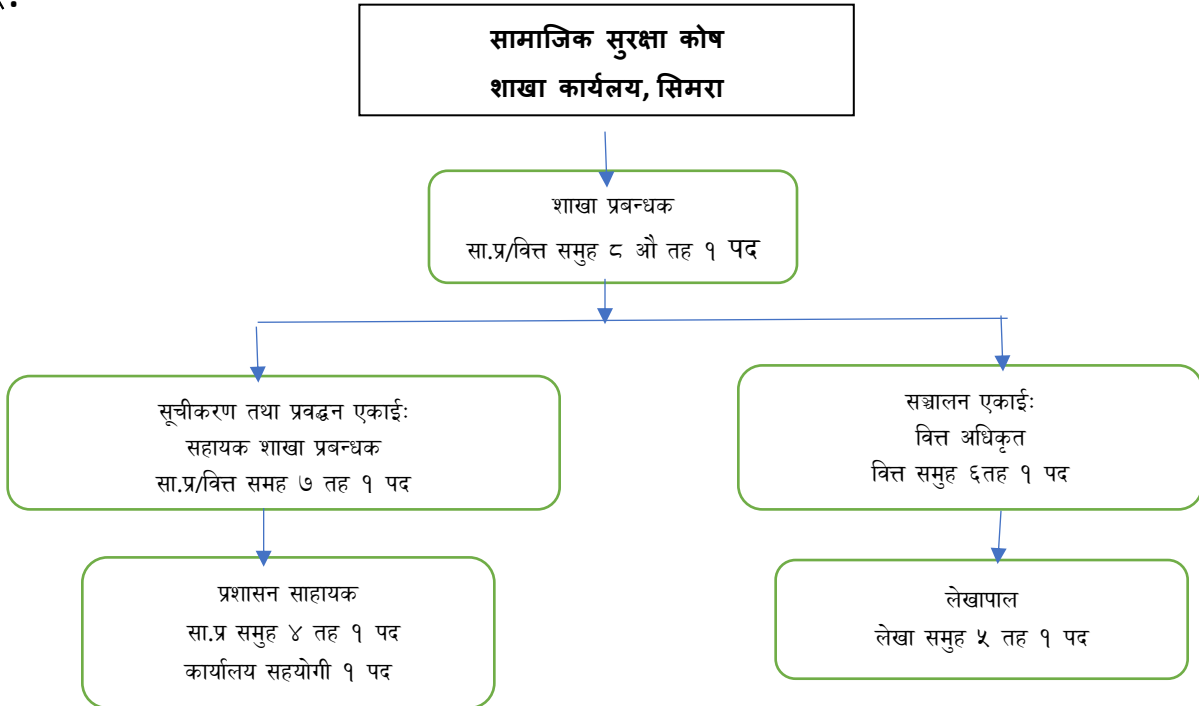 सामाजिक सुरक्षा कोष
शाखा कार्यलय, सिमरा
शाखा प्रबन्धक
सा.प्र/वित्त समुह ८ औ तह १ पद
सूचीकरण तथा प्रवद्धन एकाईः
सहायक शाखा प्रबन्धक
सा.प्र/वित्त समह ७ तह १ पद
सञ्चालन एकाईः
वित्त अधिकृत
वित्त समुह ६तह १ पद
प्रशासन साहायक
सा.प्र समुह ४ तह १ पद
कार्यालय सहयोगी १ पद
लेखापाल
लेखा समुह ५ तह १ पद